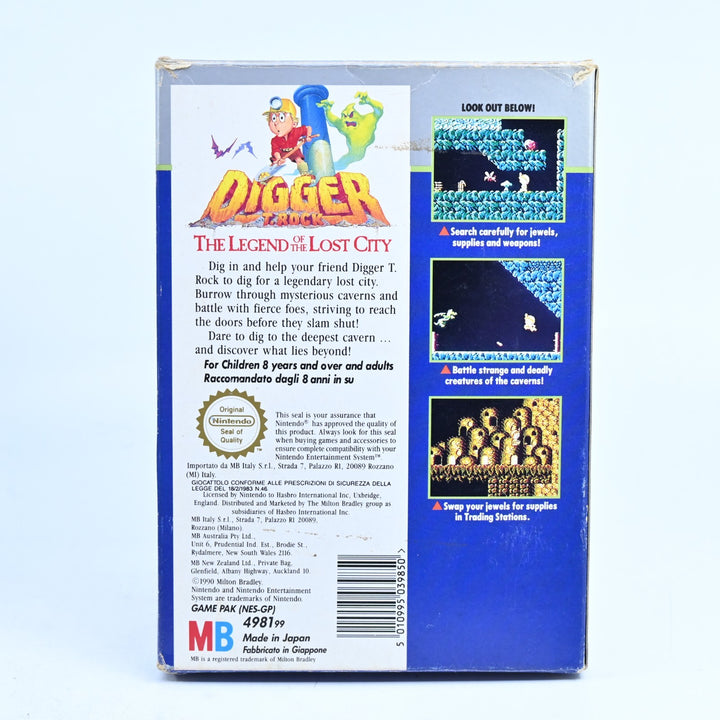 DIGGER
T. ROCK
THE LEGEND OF THE LOST CITY
Dig in and help your friend Digger T.
Rock to dig for a legendary lost city.
Burrow through mysterious caverns and
battle with fierce foes, striving to reach
the doors before they slam shut!
Dare to dig to the deepest cavern ...
and discover what lies beyond!
For Children 8 years and over and adults
Raccomandato dagli 8 anni in su
Original
Nintendo
Seal of
Quality
TM
This seal is your assurance that
Nintendo® has approved the quality of
this product. Always look for this seal
when buying games and accessories to
ensure complete compatibility with your
Nintendo Entertainment System™.
Importato da MB Italy S.r.l., Strada 7, Palazzo R1, 20089 Rozzano
(MI) Italy.
GIOCATTOLO CONFORME ALLE PRESCRIZIONI DI SICUREZZA DELLA
LEGGE DEL 18/2/1983 N.46.
Licensed by Nintendo to Hasbro International Inc, Uxbridge,
England. Distributed and Marketed by The Milton Bradley group as
subsidiaries of Hasbro International Inc.
MB Italy S.r.l., Strada 7, Palazzo R1 20089,
Rozzano (Milano).
MB Australia Pty Ltd.,
Unit 6, Prudential Ind. Est., Brodie St.,
Rydalmere, New South Wales 2116.
MB New Zealand Ltd., Private Bag,
Glenfield, Albany Highway, Auckland 10.
©1990 Milton Bradley.
Nintendo and Nintendo Entertainment
System are trademarks of Nintendo.
GAME PAK (NES-GP)
MB
498199
Made in Japan
Fabbricato in Giappone
MB is a registered trademark of Milton Bradley
5 010995 039850 >
LOOK OUT BELOW!
Search carefully for jewels,
supplies and weapons!
Battle strange and deadly
creatures of the caverns!
Swap your jewels for supplies
in Trading Stations.